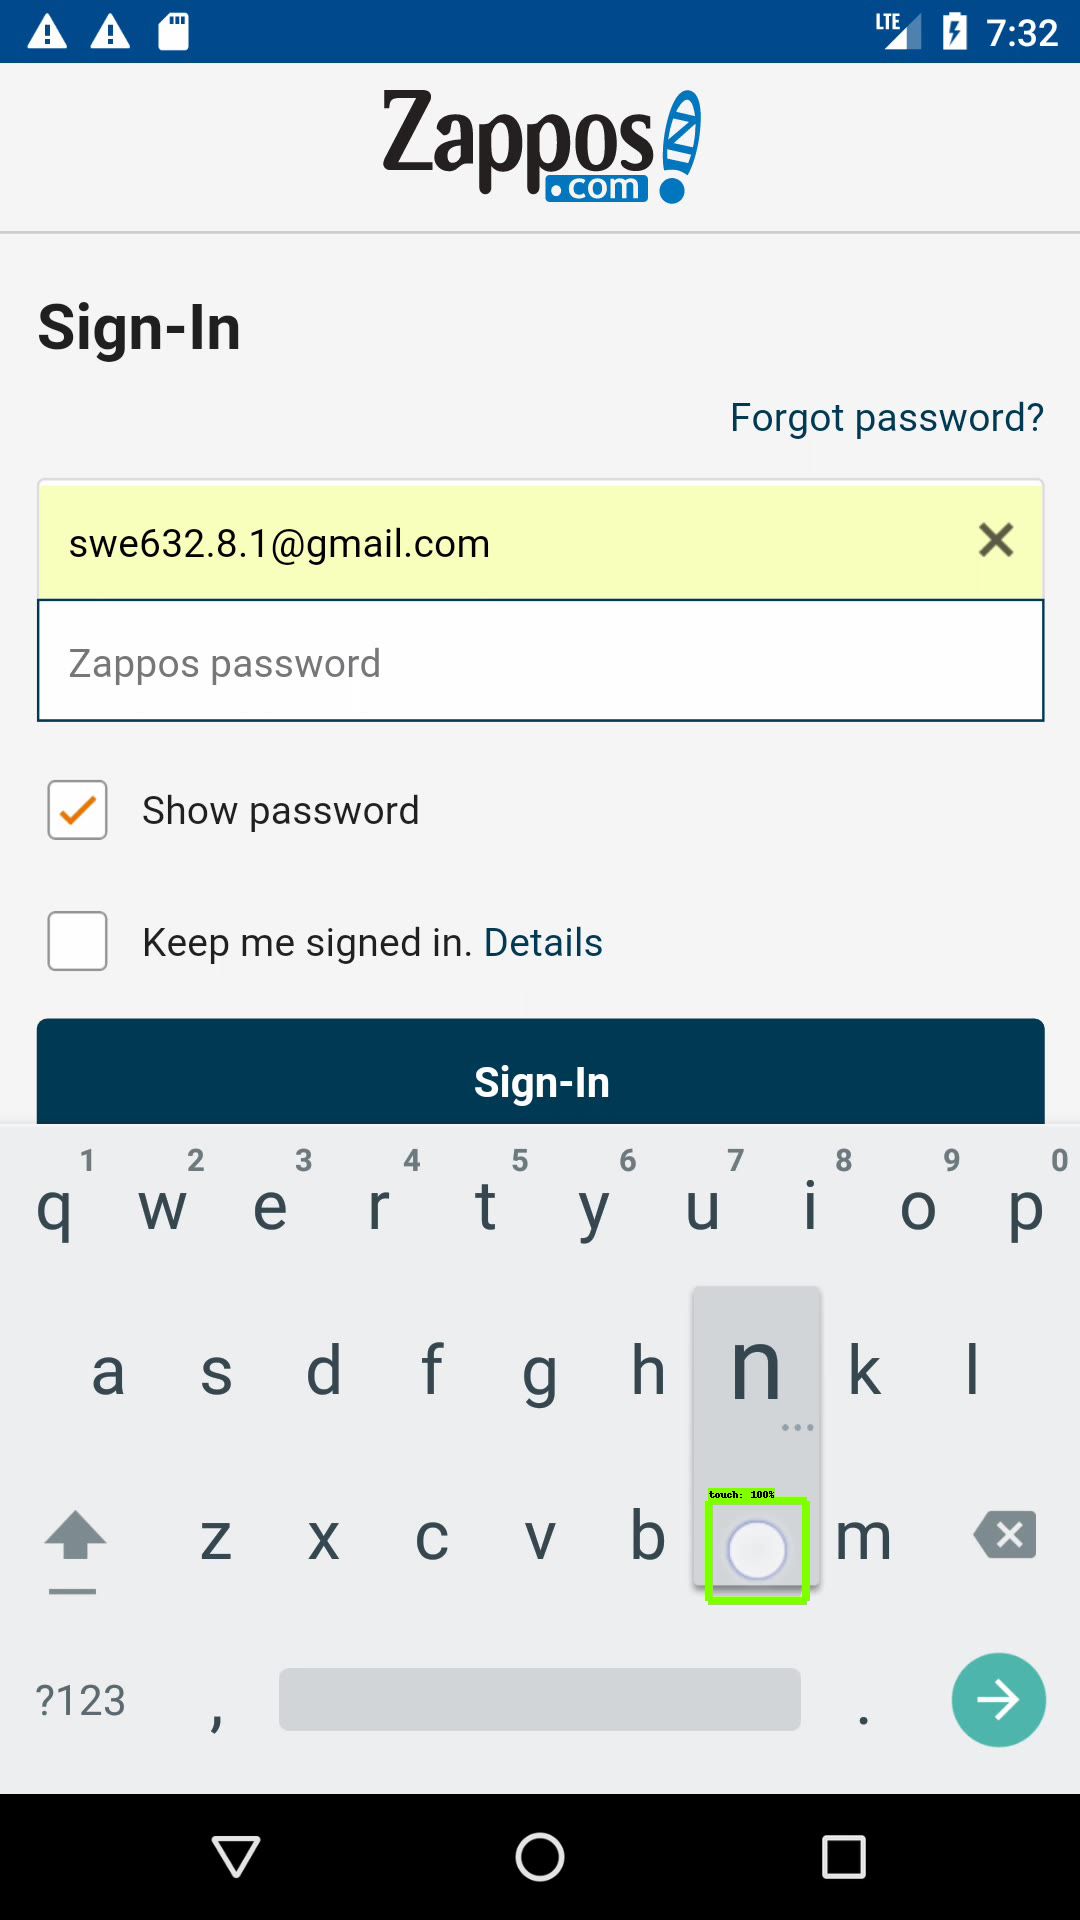 LTE 7:32
Zappos
.com
Sign-In
Forgot password?
swe632.8.1@gmail.com
Zappos password
Show password
Keep me signed in. Details
Sign-In
1 2 3 4 5 6 7 8 9 0
q w e r t y u i o p
a s d f g h n k l
touch: 100%
z x c v b m
?123 , .